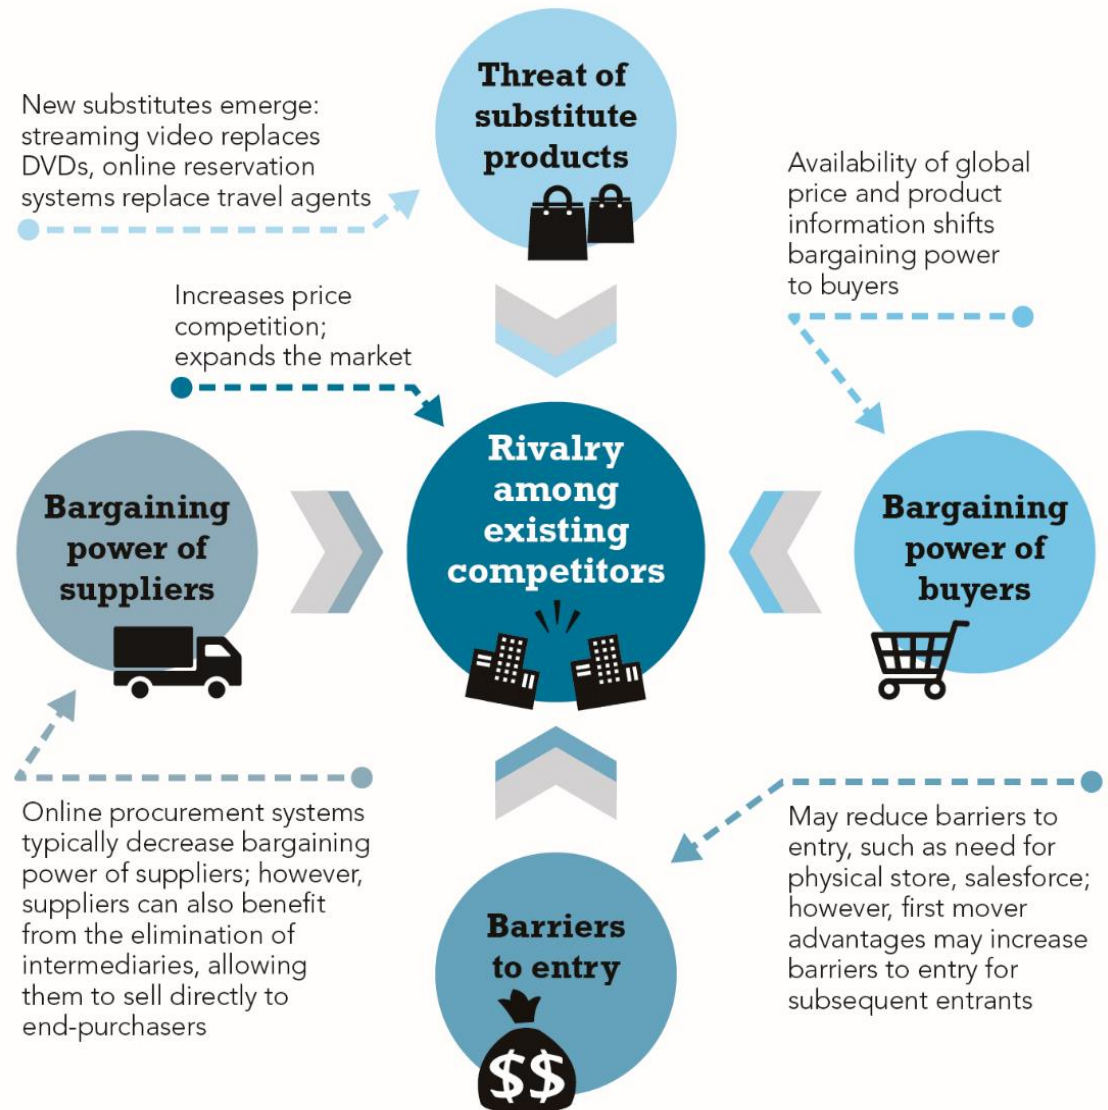 Threat of
substitute
products
New substitutes emerge:
streaming video replaces
DVDs, online reservation
systems replace travel agents
Availability of global
price and product
information shifts
bargaining power
to buyers
Increases price
competition;
expands the market
Rivalry
among
existing
competitors
Bargaining
power of
suppliers
Bargaining
power of
buyers
Online procurement systems
typically decrease bargaining
power of suppliers; however,
suppliers can also benefit
from the elimination of
intermediaries, allowing
them to sell directly to
end-purchasers
May reduce barriers to
entry, such as need for
physical store, salesforce;
however, first mover
advantages may increase
barriers to entry for
subsequent entrants
Barriers
to entry
$$